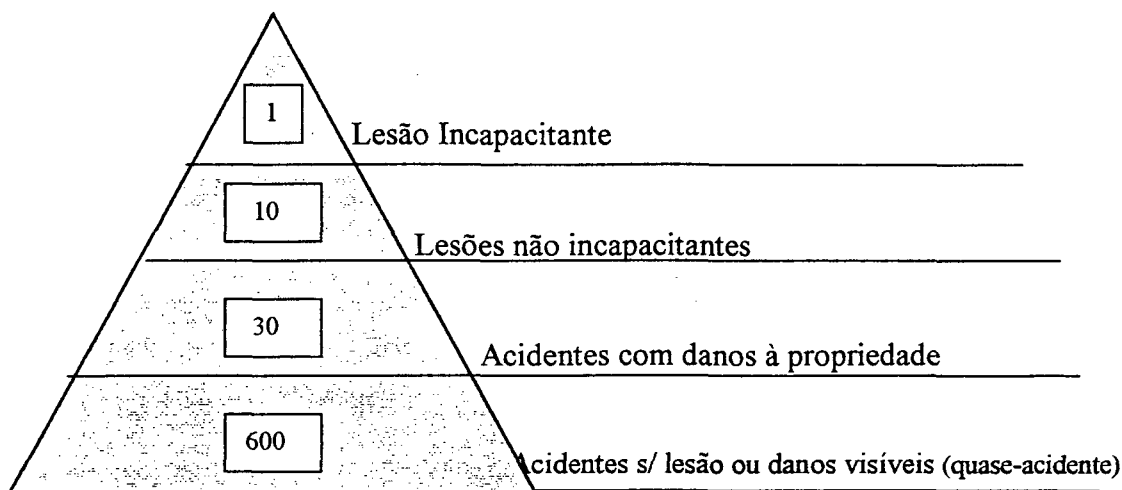 1
Lesão Incapacitante
10
Lesões não incapacitantes
30
Acidentes com danos à propriedade
600
Acidentes s/ lesão ou danos visíveis (quase-acidente)